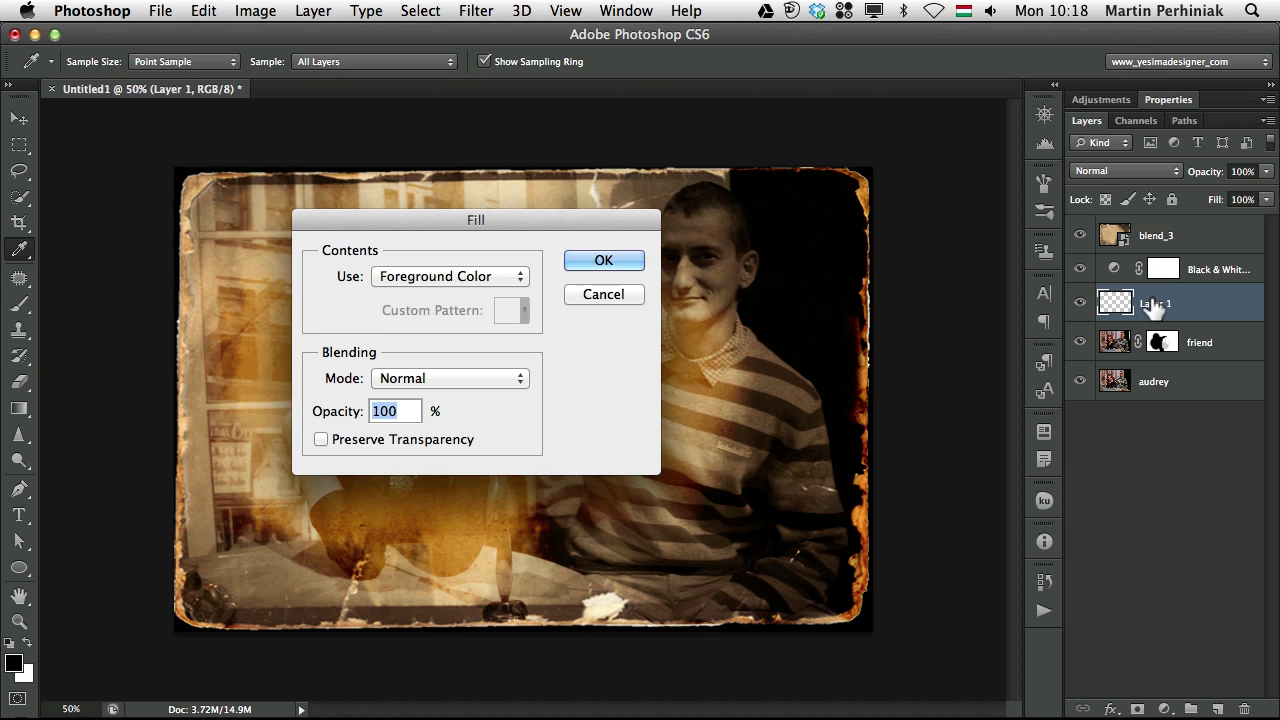 Photoshop File Edit Image Layer Type Select Filter 3D View Window Help Mon 10:18 Martin Perhiniak
Adobe Photoshop CS6
Sample Size: Point Sample Sample: All Layers Show Sampling Ring www_yesimadesigner_com
× Untitled1 @ 50% (Layer 1, RGB/8) *
Adjustments Properties
Layers Channels Paths
Kind
Normal Opacity: 100%
Lock: Fill: 100%
blend_3
Black & Whit...
Layer 1
friend
audrey
Fill
Contents
Use: Foreground Color
Custom Pattern:
OK
Cancel
Blending
Mode: Normal
Opacity: 100 %
Preserve Transparency
ku
50% Doc: 3.72M/14.9M